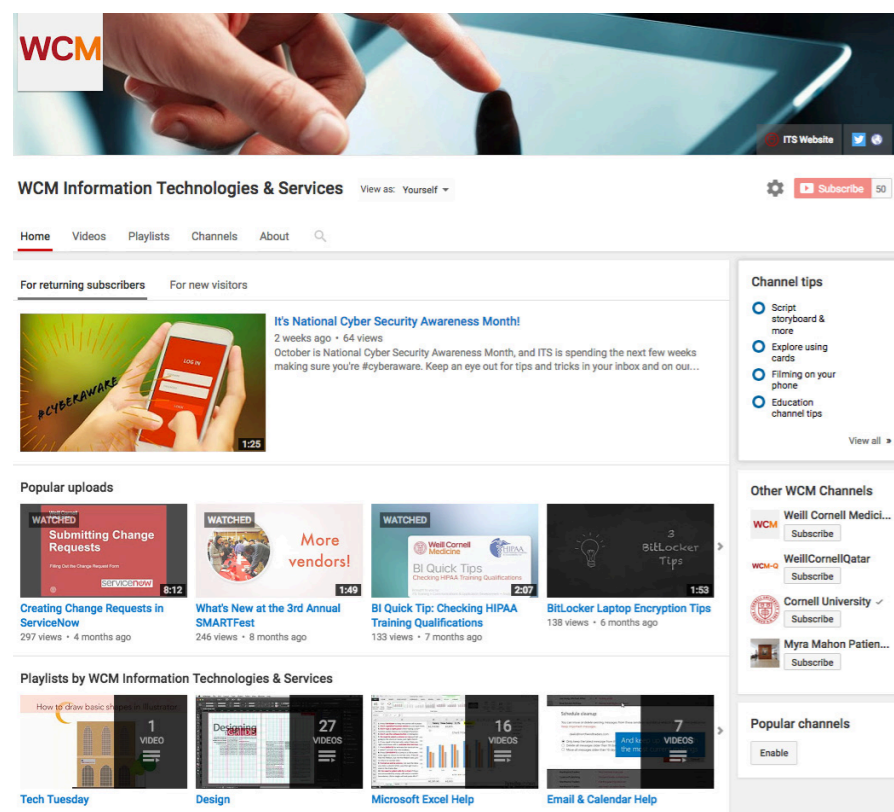 WCM
ITS Website
WCM Information Technologies & Services
View as: Yourself
Subscribe 50
Home Videos Playlists Channels About
For returning subscribers For new visitors
#CYBERAWARE
LOG IN
1:25
It's National Cyber Security Awareness Month!
2 weeks ago • 64 views
October is National Cyber Security Awareness Month, and ITS is spending the next few weeks
making sure you're #cyberaware. Keep an eye out for tips and tricks in your inbox and on ou...
Channel tips
Script
storyboard &
more
Explore using
cards
Filming on your
phone
Education
channel tips
View all »
Popular uploads
WATCHED
Submitting Change
Requests
Filling Out the Change Request Form
servicenow
8:12
Creating Change Requests in
ServiceNow
297 views • 4 months ago
WATCHED
More
vendors!
1:49
What's New at the 3rd Annual
SMARTFest
246 views • 8 months ago
WATCHED
Weill Cornell
Medicine
HIPAA
BI Quick Tips
Checking HIPAA Training Qualifications
2:07
BI Quick Tip: Checking HIPAA
Training Qualifications
133 views • 7 months ago
3
BitLocker
Tips
1:53
BitLocker Laptop Encryption Tips
138 views • 6 months ago
Other WCM Channels
WCM
Weill Cornell Medici...
Subscribe
WCM-Q
WeillCornellQatar
Subscribe
Cornell University
Subscribe
Myra Mahon Patien...
Subscribe
Playlists by WCM Information Technologies & Services
How to draw basic shapes in Illustrator
1
VIDEO
Tech Tuesday
Designing
27
VIDEOS
Design
16
VIDEOS
Microsoft Excel Help
Schedule cleanup
7
VIDEOS
Email & Calendar Help
Popular channels
Enable